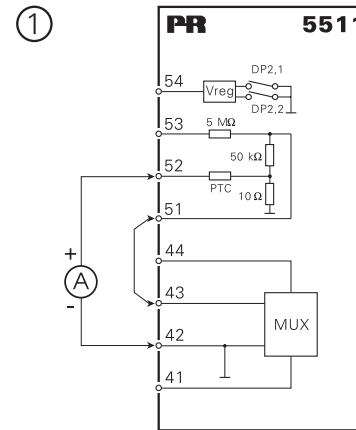 1
PR 5511
54
Vreg
DP2,1
DP2,2
53
5 MΩ
50 kΩ
52
PTC
10 Ω
51
44
43
MUX
42
41
+
A
-